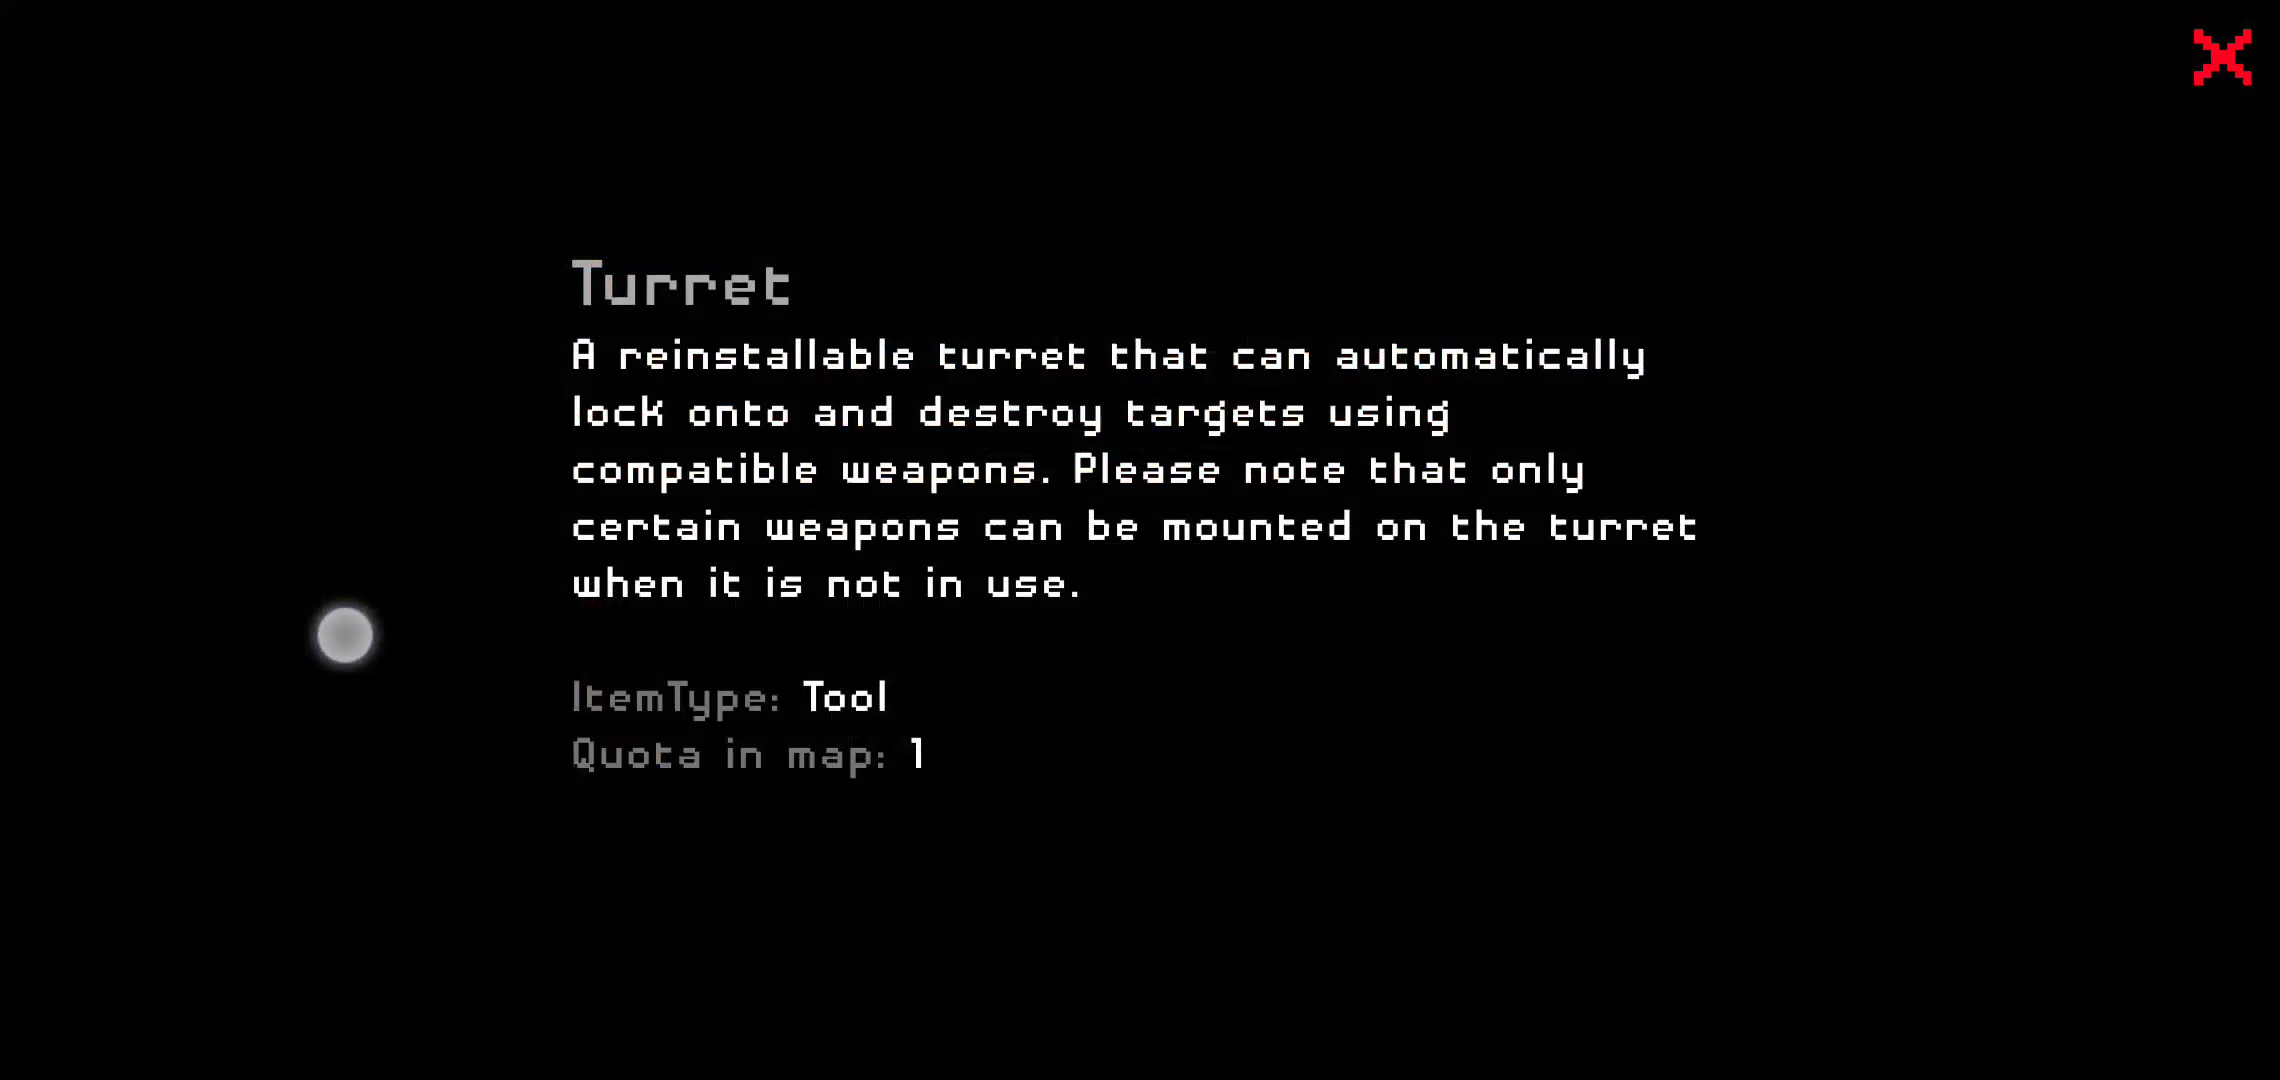 Turret
A reinstallable turret that can automatically
lock onto and destroy targets using
compatible weapons. Please note that only
certain weapons can be mounted on the turret
when it is not in use.
ItemType: Tool
Quota in map: 1